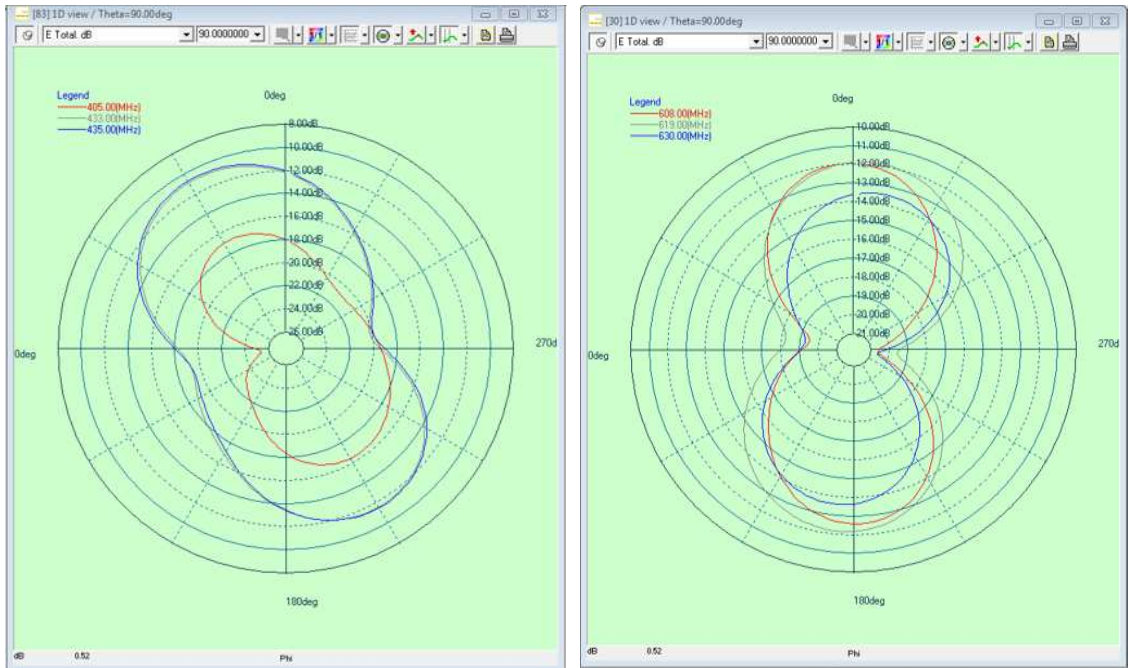 [83] 1D view / Theta=90.00deg
E Total. dB
90.0000000
Legend
405.00(MHz)
433.00(MHz)
435.00(MHz)
0deg
8.00dB
10.00dB
12.00dB
14.00dB
16.00dB
18.00dB
20.00dB
22.00dB
24.00dB
26.00dB
0deg
270d
180deg
dB
0.52
Phi
[30] 1D view / Theta=90.00deg
E Total. dB
90.0000000
Legend
608.00(MHz)
619.00(MHz)
630.00(MHz)
0deg
10.00dB
11.00dB
12.00dB
13.00dB
14.00dB
15.00dB
16.00dB
17.00dB
18.00dB
19.00dB
20.00dB
21.00dB
0deg
270d
180deg
dB
0.52
Phi